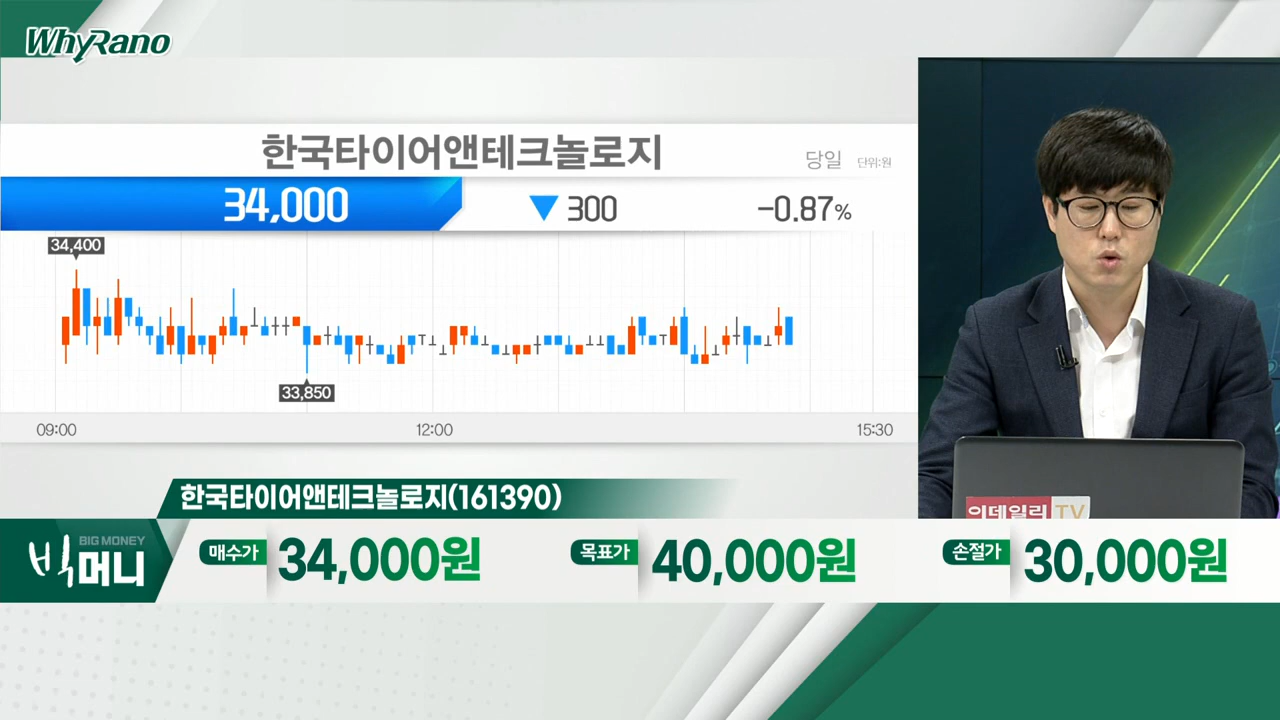 WhyRano
한국타이어앤테크놀로지
당일 단위:원
34,000 ▼300 -0.87%
34,400
33,850
09:00 12:00 15:30
한국타이어앤테크놀로지(161390)
BIG MONEY
빅머니
매수가 34,000원 목표가 40,000원 손절가 30,000원
이데일리TV